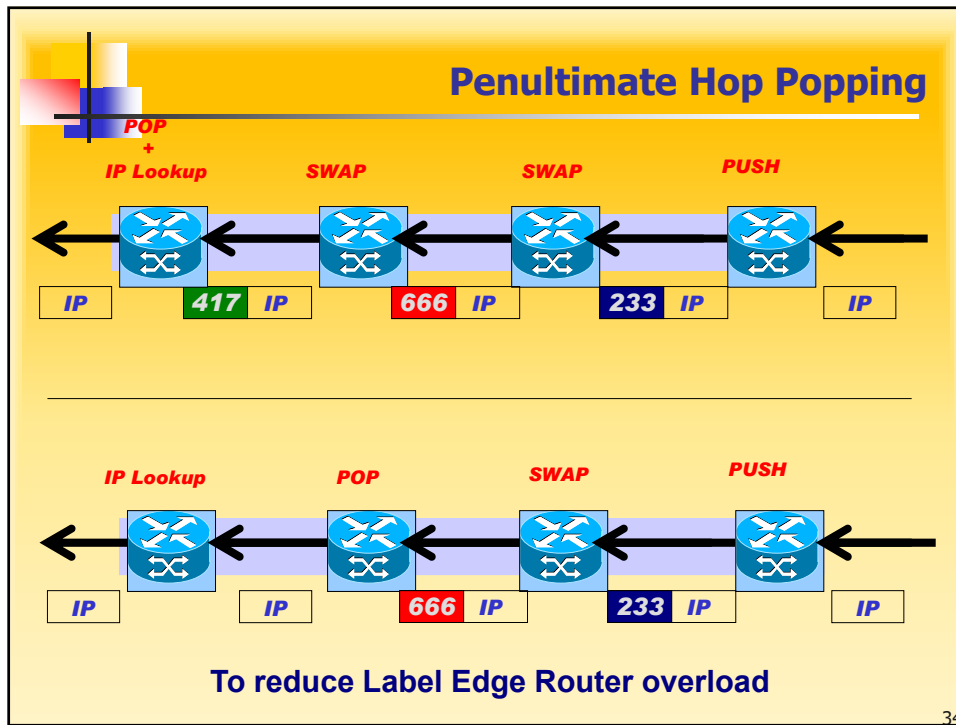 Penultimate Hop Popping
POP
+
IP Lookup
SWAP
SWAP
PUSH
IP
417 IP
666 IP
233 IP
IP
IP Lookup
POP
SWAP
PUSH
IP
IP
666 IP
233 IP
IP
To reduce Label Edge Router overload
34